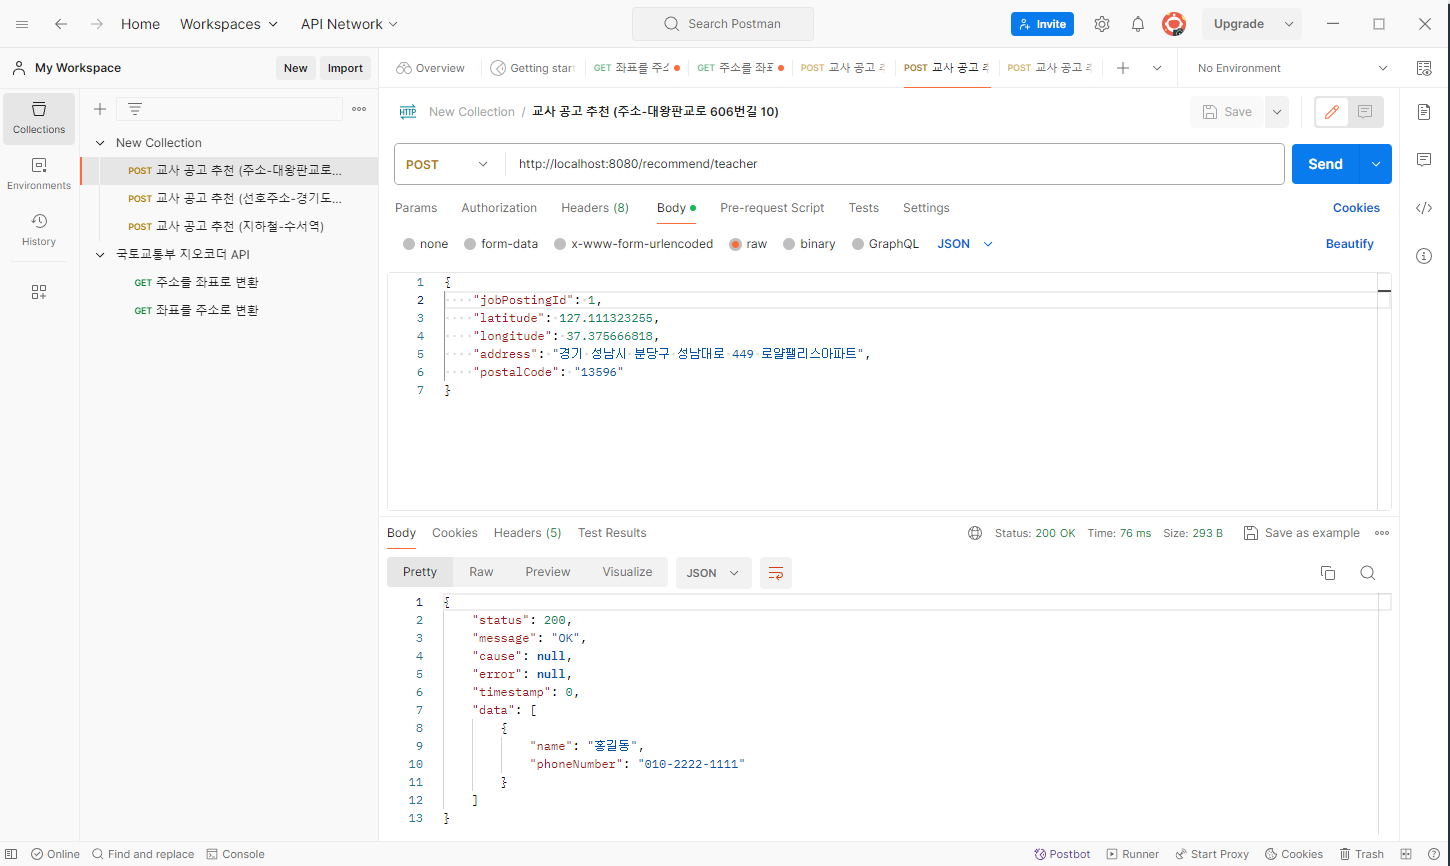 Home Workspaces API Network Search Postman Invite Upgrade
My Workspace New Import Overview Getting start GET 좌표를 주소 GET 주소를 좌표 POST 교사 공고 추 POST 교사 공고 추 POST 교사 공고 추 No Environment
Collections
Environments
History
New Collection
POST 교사 공고 추천 (주소-대왕판교로...
POST 교사 공고 추천 (선호주소-경기도...
POST 교사 공고 추천 (지하철-수서역)
국토교통부 지오코더 API
GET 주소를 좌표로 변환
GET 좌표를 주소로 변환
HTTP New Collection / 교사 공고 추천 (주소-대왕판교로 606번길 10) Save
POST http://localhost:8080/recommend/teacher Send
Params Authorization Headers (8) Body Pre-request Script Tests Settings Cookies
none form-data x-www-form-urlencoded raw binary GraphQL JSON Beautify
1 {
2 "jobPostingId": 1,
3 "latitude": 127.111323255,
4 "longitude": 37.375666818,
5 "address": "경기 성남시 분당구 성남대로 449 로얄팰리스아파트",
6 "postalCode": "13596"
7 }
Body Cookies Headers (5) Test Results Status: 200 OK Time: 76 ms Size: 293 B Save as example
Pretty Raw Preview Visualize JSON
1 {
2 "status": 200,
3 "message": "OK",
4 "cause": null,
5 "error": null,
6 "timestamp": 0,
7 "data": [
8 {
9 "name": "홍길동",
10 "phoneNumber": "010-2222-1111"
11 }
12 ]
13 }
Online Find and replace Console Postbot Runner Start Proxy Cookies Trash